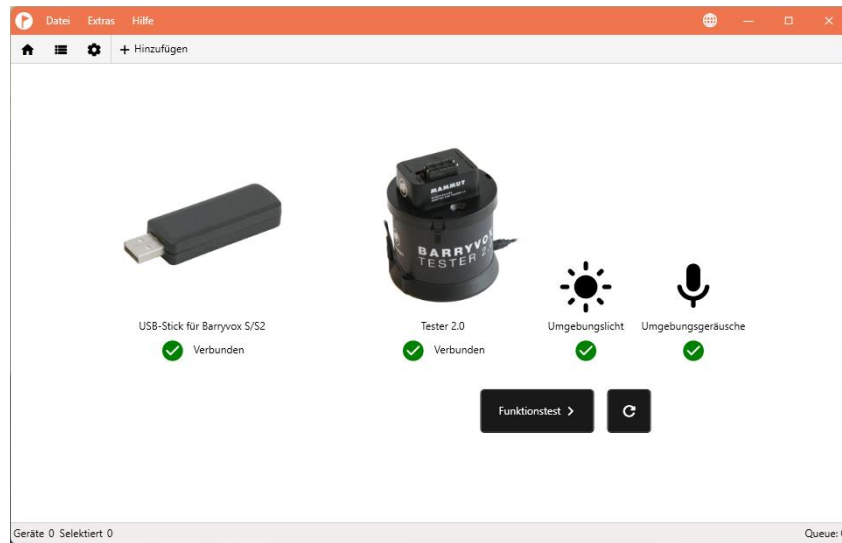 Datei Extras Hilfe
+ Hinzufügen
MAMMUT
BARRYVOX
TESTER 2.0
USB-Stick für Barryvox S/S2
Tester 2.0
Umgebungslicht
Umgebungsgeräusche
Verbunden
Verbunden
Funktionstest >
Geräte 0 Selektiert 0
Queue: